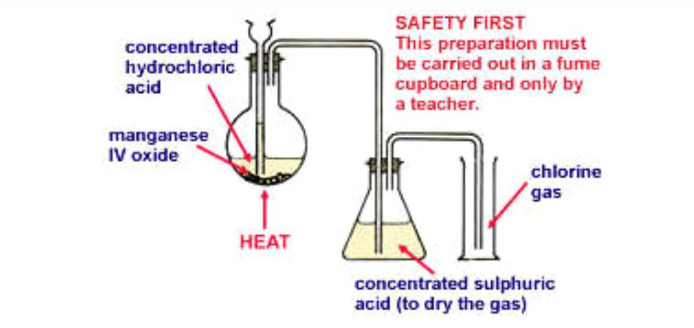 SAFETY FIRST
This preparation must
be carried out in a fume
cupboard and only by
a teacher.
concentrated
hydrochloric
acid
manganese
IV oxide
HEAT
chlorine
gas
concentrated sulphuric
acid (to dry the gas)